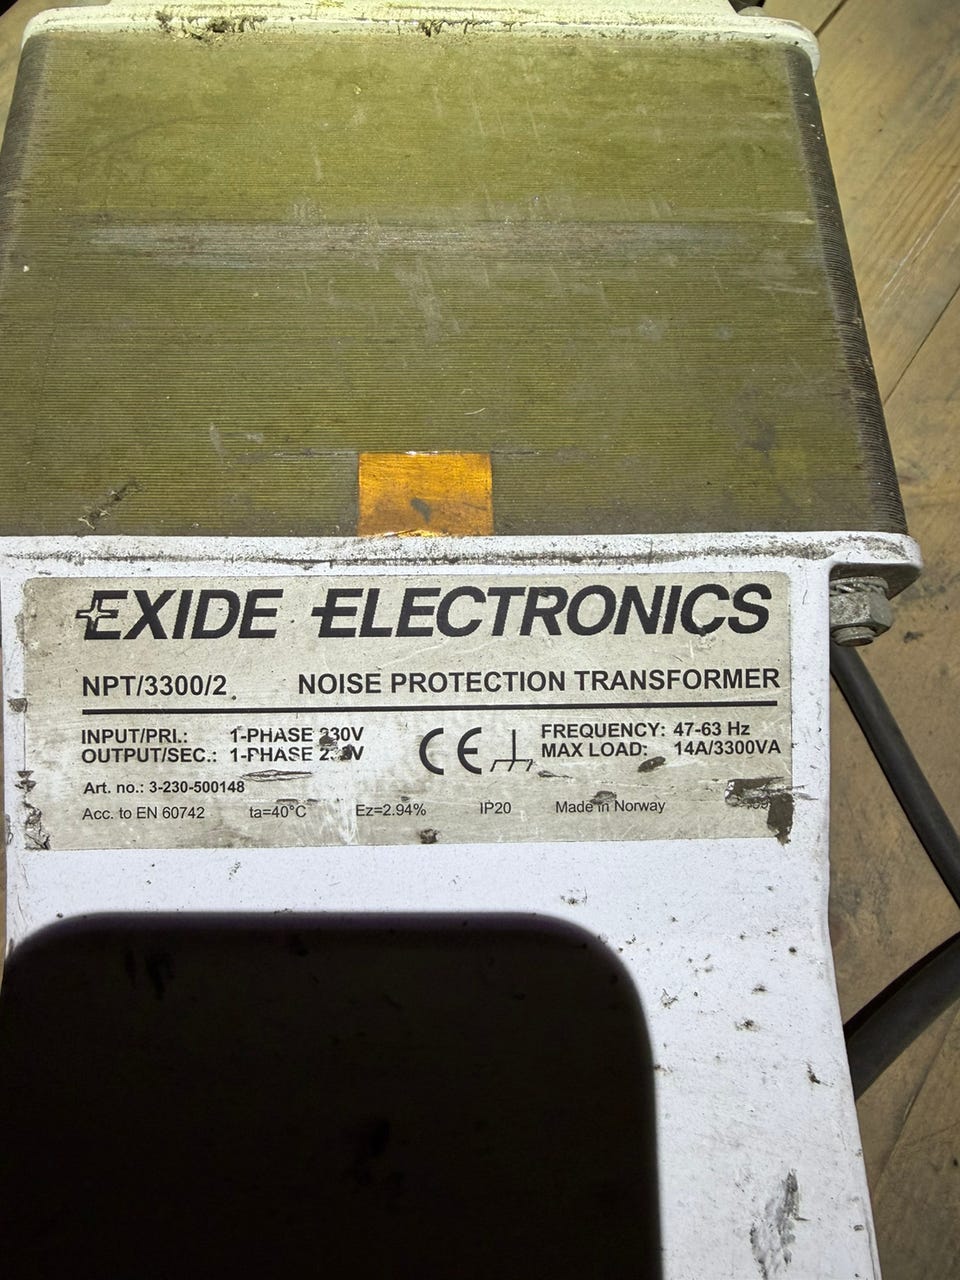 EXIDE ELECTRONICS
NPT/3300/2 NOISE PROTECTION TRANSFORMER
INPUT/PRI.: 1-PHASE 230V CE FREQUENCY: 47-63 Hz
OUTPUT/SEC.: 1-PHASE MAX LOAD: 14A/3300VA
Art. no.: 3-230-500148
Acc. to EN 60742 ta=40°C Ez=2.94% IP20 Made in Norway